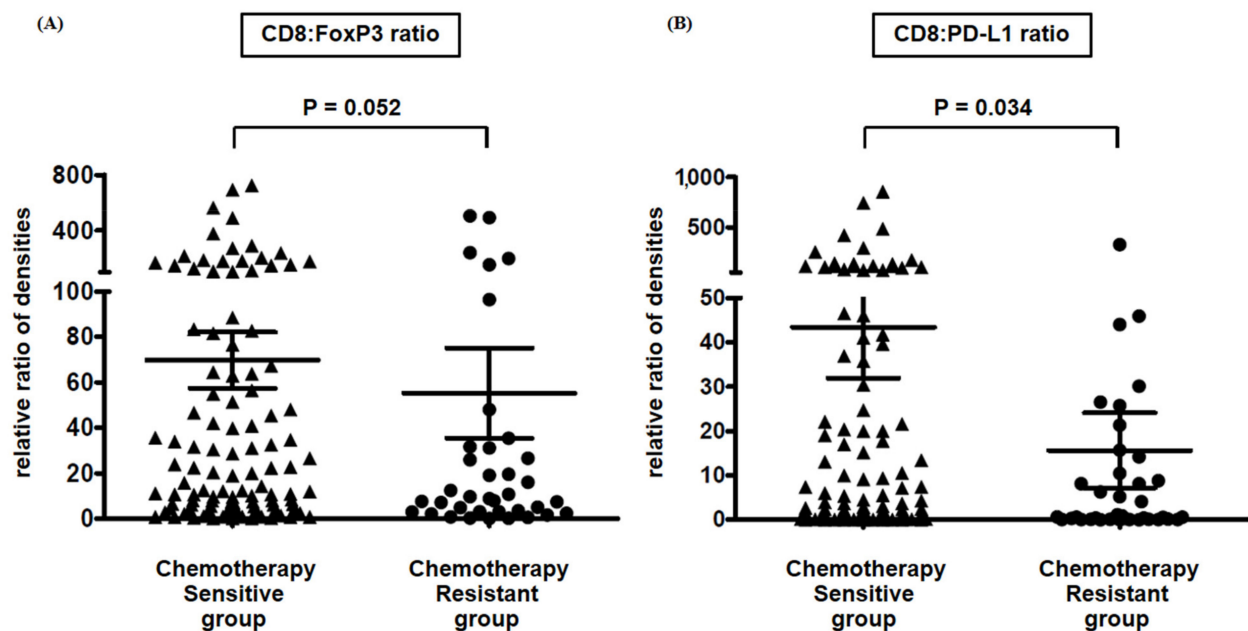 (A)
CD8:FoxP3 ratio
P = 0.052
relative ratio of densities
800
400
100
80
60
40
20
0
Chemotherapy
Sensitive
group
Chemotherapy
Resistant
group
(B)
CD8:PD-L1 ratio
P = 0.034
relative ratio of densities
1,000
500
50
40
30
20
10
0
Chemotherapy
Sensitive
group
Chemotherapy
Resistant
group